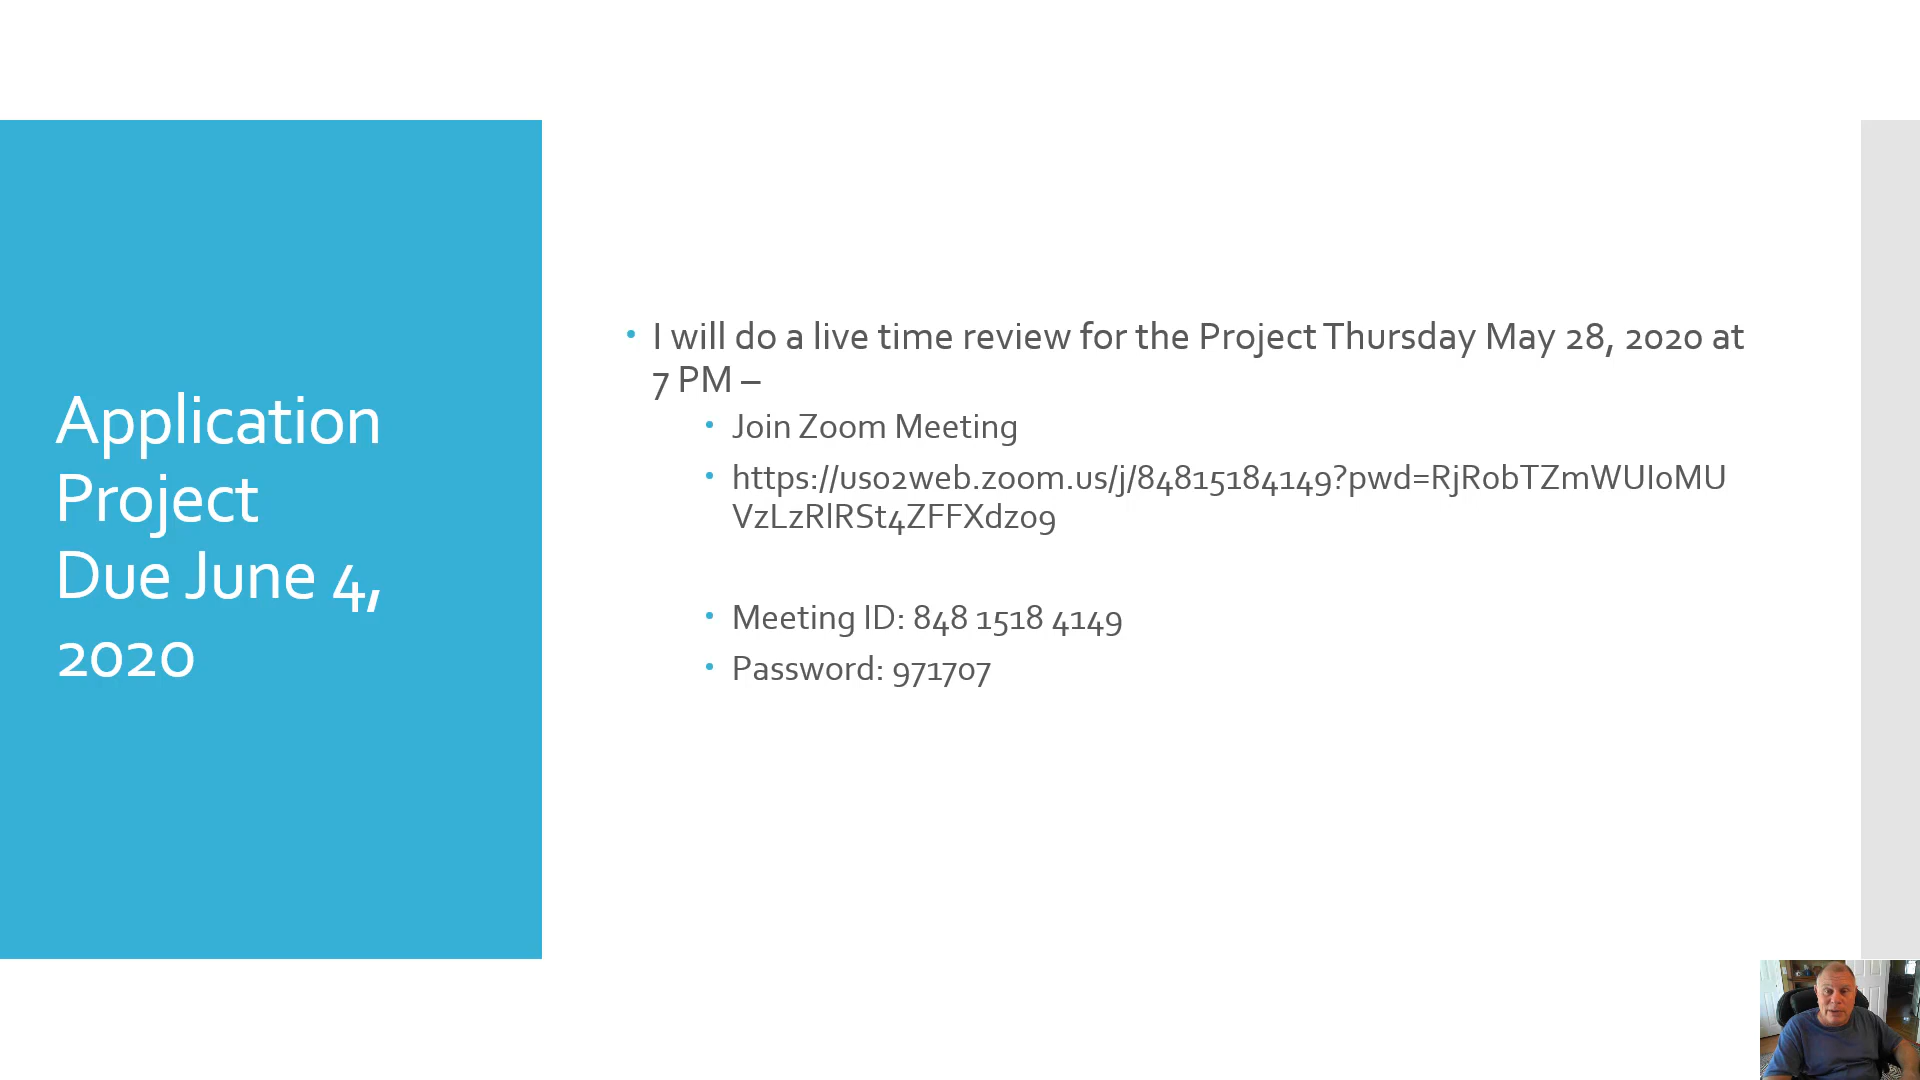 Application
Project
Due June 4,
2020
• I will do a live time review for the Project Thursday May 28, 2020 at
7 PM –
• Join Zoom Meeting
• https://us02web.zoom.us/j/84815184149?pwd=RjRobTZmWUI0MU
VzLzRlRSt4ZFFXdz09
• Meeting ID: 848 1518 4149
• Password: 971707